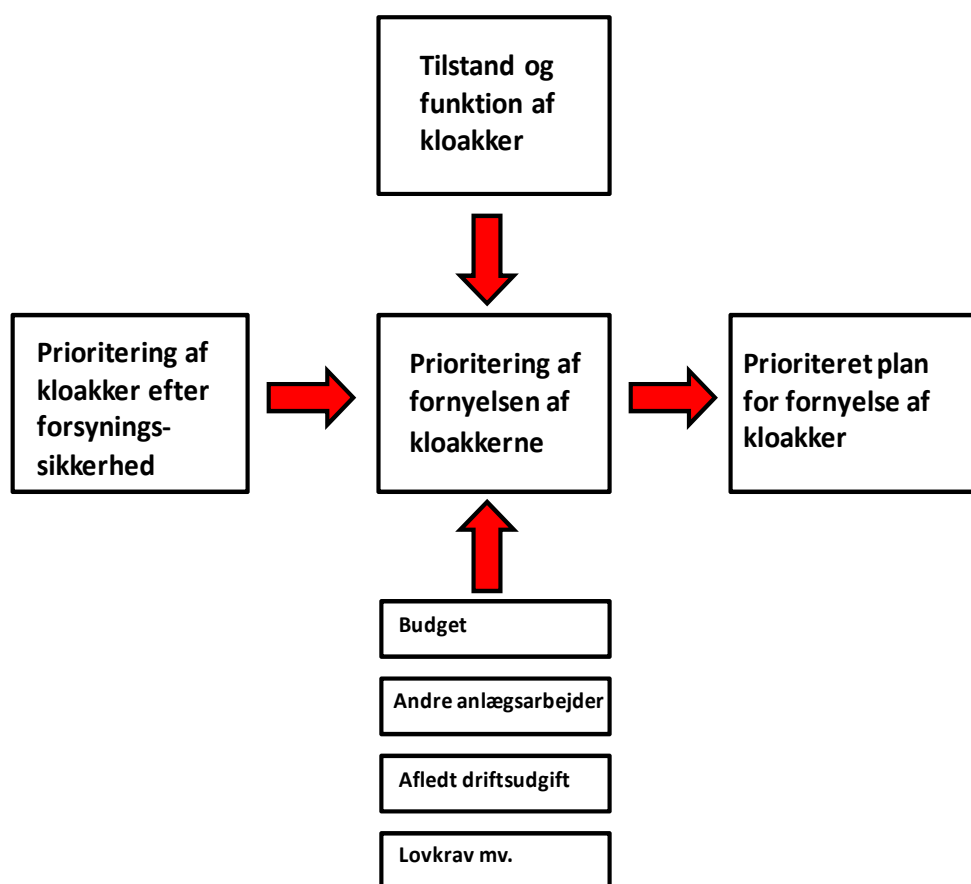 Tilstand og
funktion af
kloakker
Prioritering af
kloakker efter
forsynings-
sikkerhed
Prioritering af
fornyelsen af
kloakkerne
Prioriteret plan
for fornyelse af
kloakker
Budget
Andre anlægsarbejder
Afledt driftsudgift
Lovkrav mv.